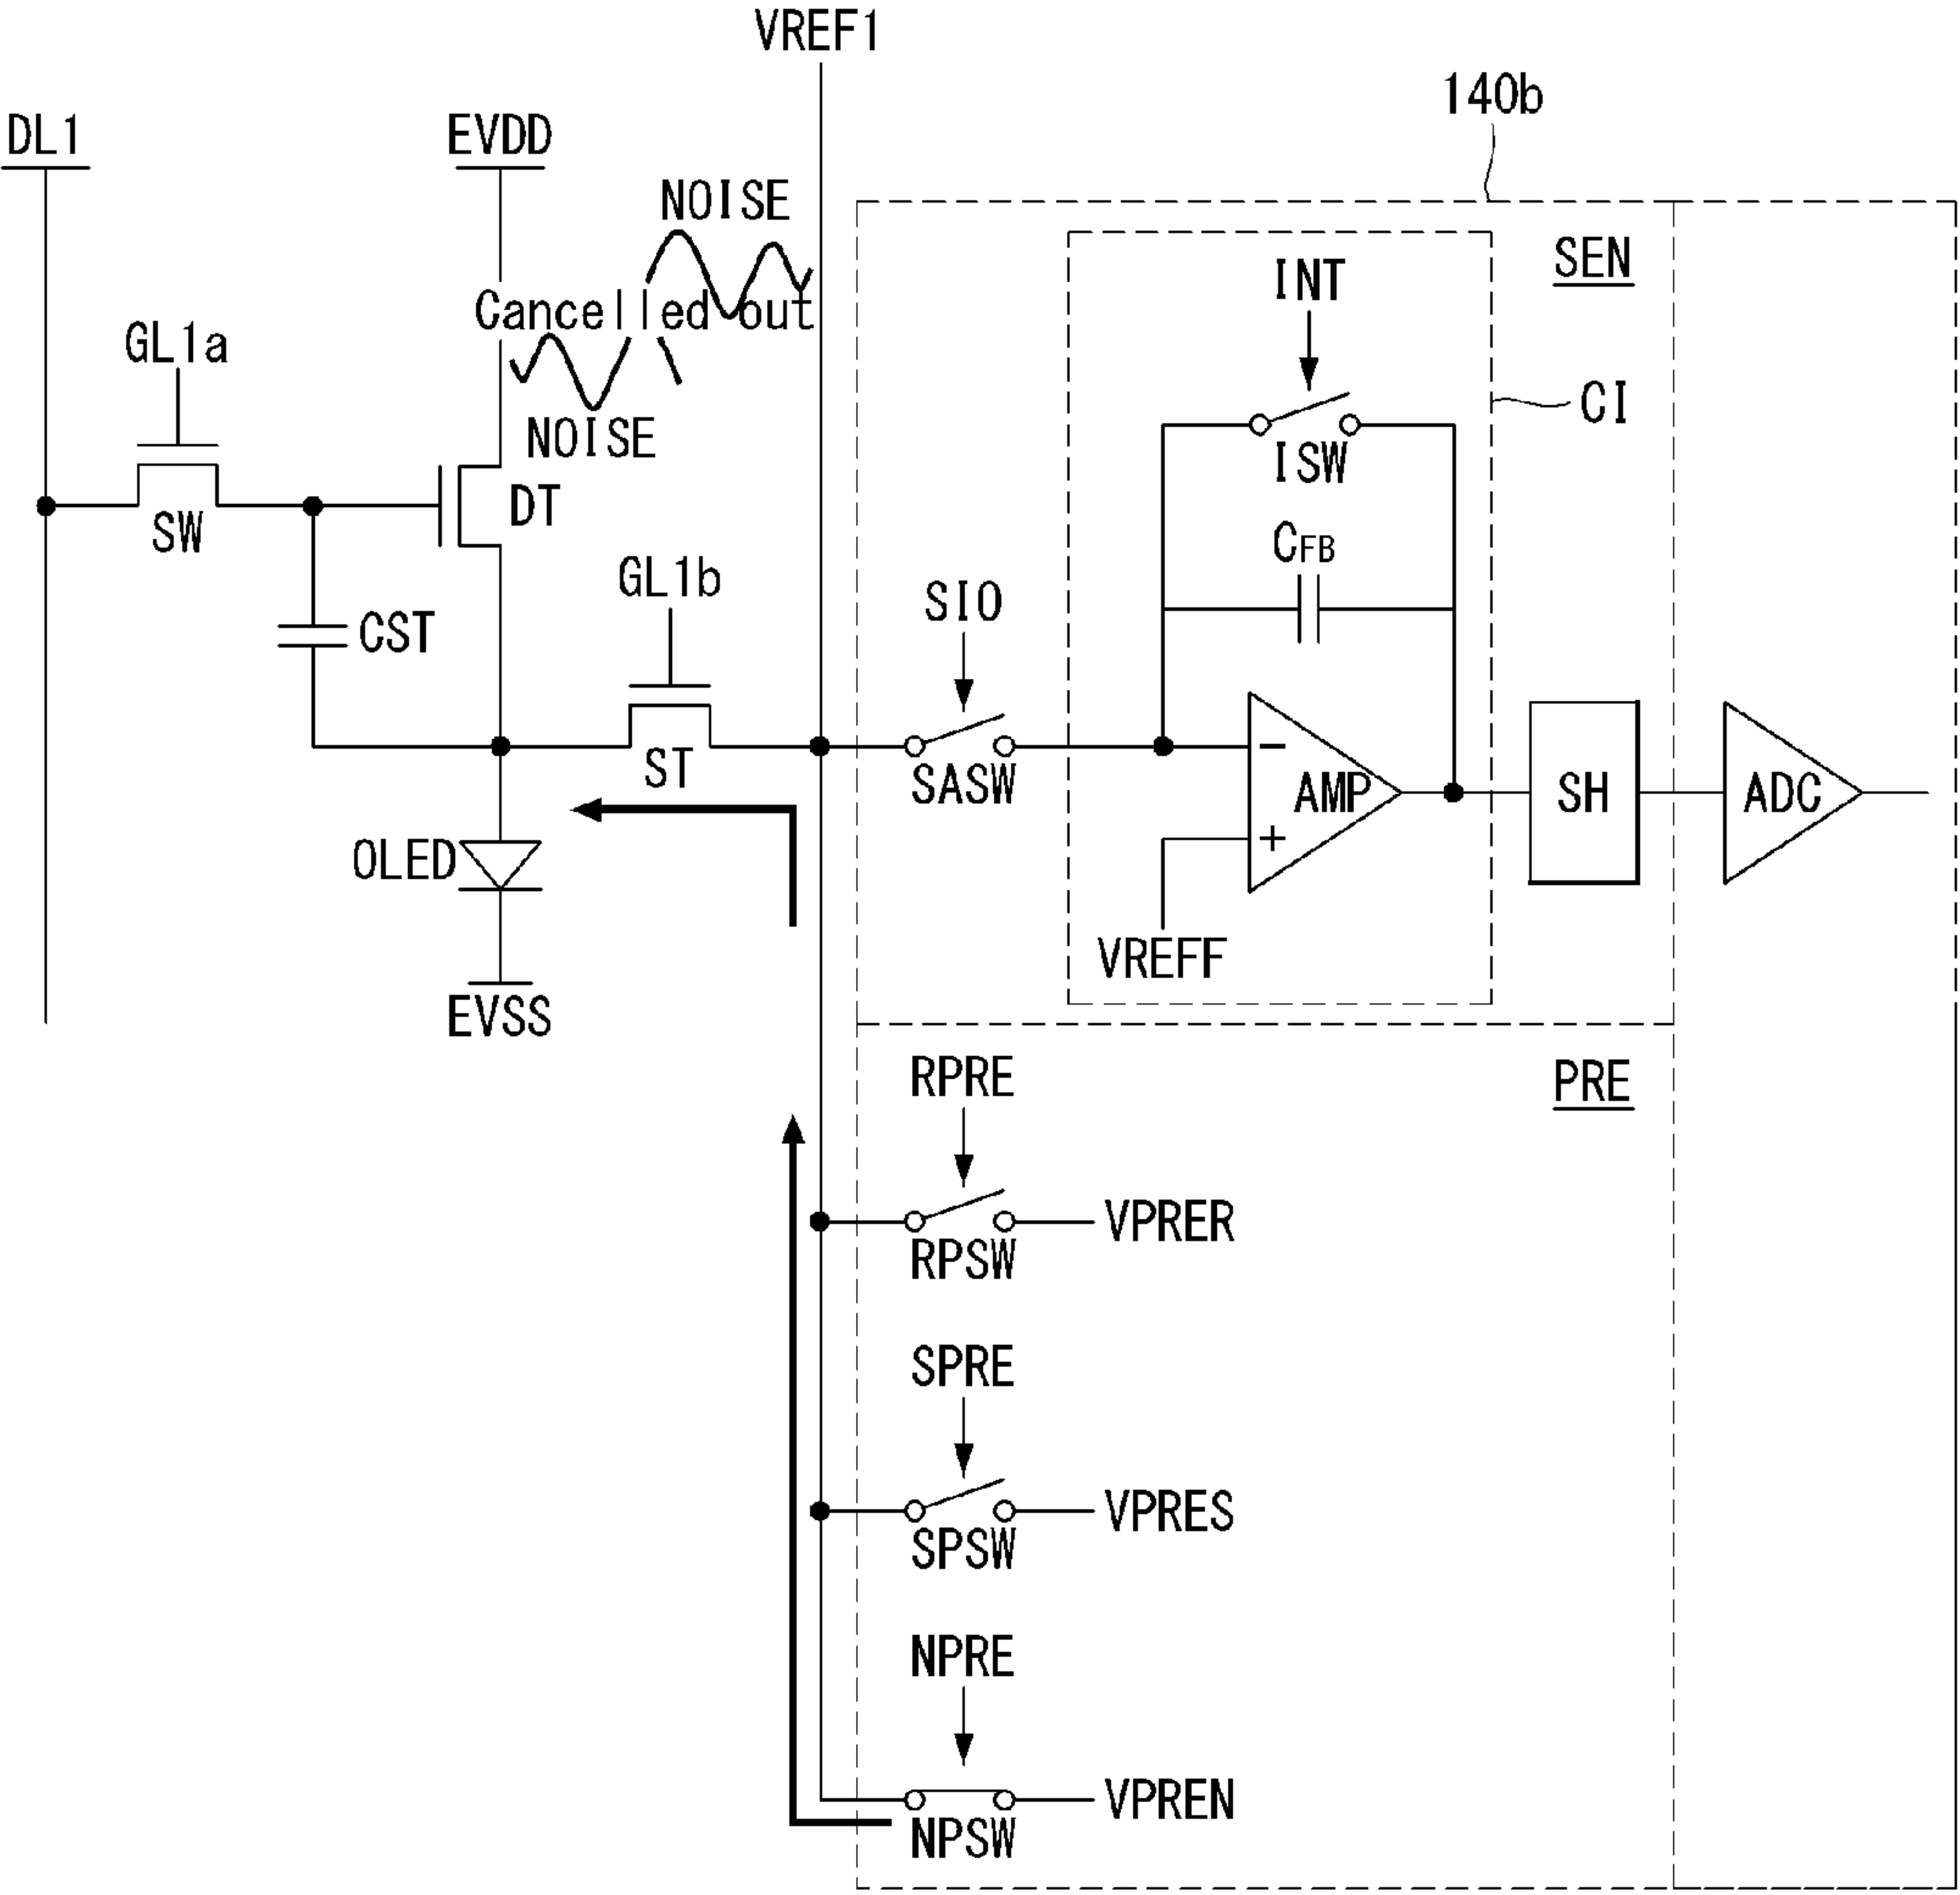 VREF1
140b
DL1
EVDD
NOISE
SEN
INT
Cancelled out
GL1a
CI
NOISE
ISW
DT
SW
CFB
GL1b
SIO
CST
ST
SASW
AMP
SH
ADC
−
+
OLED
VREFF
EVSS
RPRE
PRE
VPRER
RPSW
SPRE
VPRES
SPSW
NPRE
VPREN
NPSW